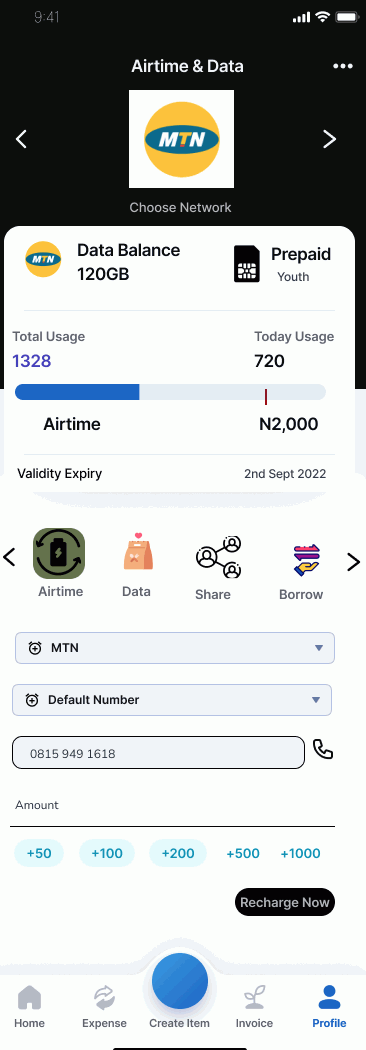 9:41
Airtime & Data
MTN
Choose Network
MTN
Data Balance
120GB
Prepaid
Youth
Total Usage
Today Usage
1328
720
Airtime
N2,000
Validity Expiry
2nd Sept 2022
Airtime
Data
Share
Borrow
MTN
Default Number
0815 949 1618
Amount
+50
+100
+200
+500
+1000
Recharge Now
Home
Expense
Create Item
Invoice
Profile